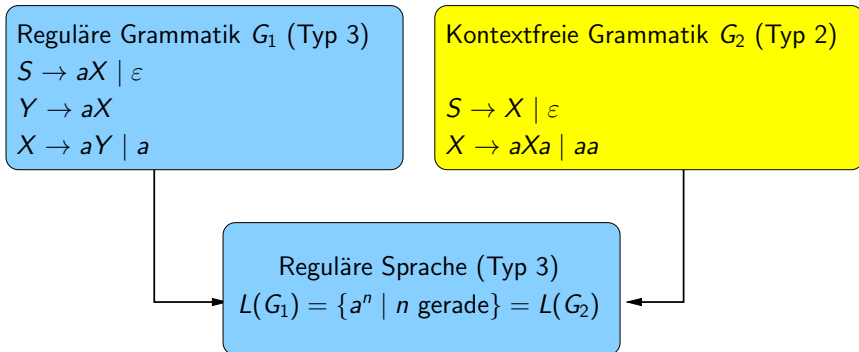 Reguläre Grammatik G₁ (Typ 3)
S → aX | ε
Y → aX
X → aY | a
Kontextfreie Grammatik G₂ (Typ 2)
S → X | ε
X → aXa | aa
Reguläre Sprache (Typ 3)
L(G₁) = {aⁿ | n gerade} = L(G₂)